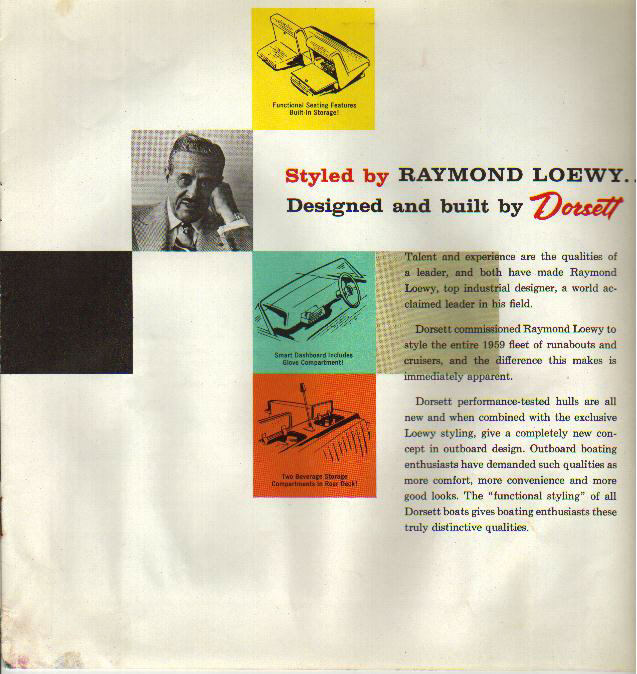 Functional Seating Features
Built-in Storage!
Styled by RAYMOND LOEWY..
Designed and built by Dorsett
Talent and experience are the qualities of
a leader, and both have made Raymond
Loewy, top industrial designer, a world ac-
claimed leader in his field.
Dorsett commissioned Raymond Loewy to
style the entire 1959 fleet of runabouts and
cruisers, and the difference this makes is
immediately apparent.
Dorsett performance-tested hulls are all
new and when combined with the exclusive
Loewy styling, give a completely new con-
cept in outboard design. Outboard boating
enthusiasts have demanded such qualities as
more comfort, more convenience and more
good looks. The "functional styling" of all
Dorsett boats gives boating enthusiasts these
truly distinctive qualities.
Smart Dashboard Includes
Glove Compartment!
Two Beverage Storage
Compartments in Rear Deck!